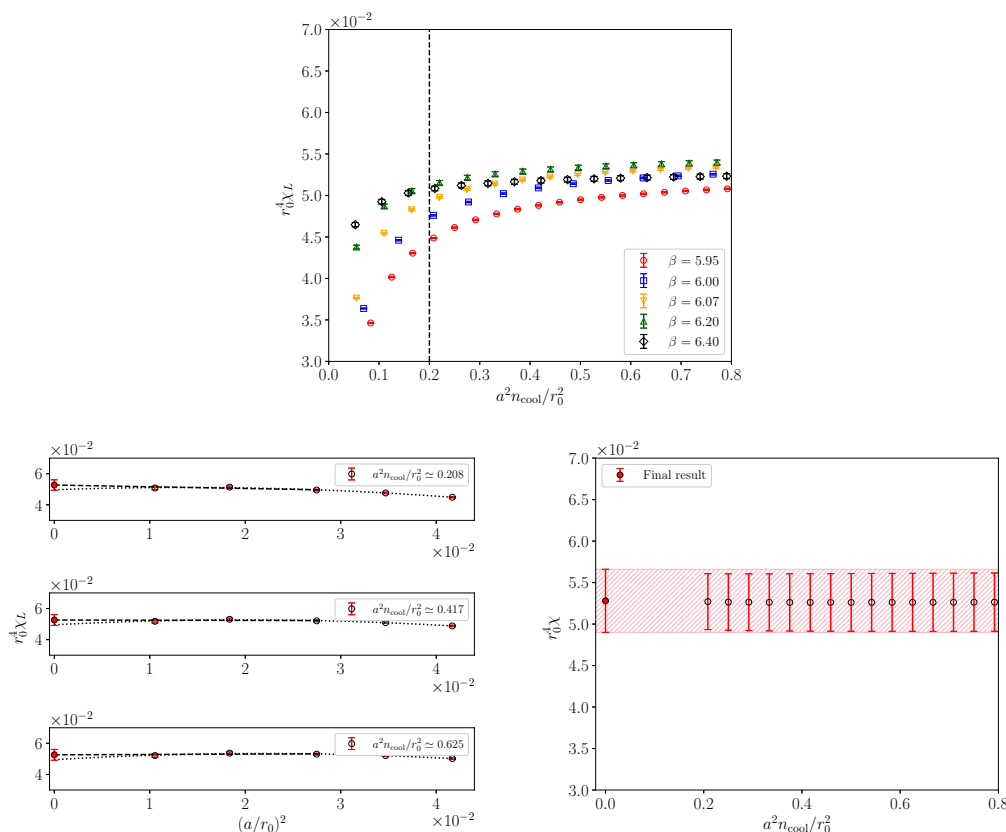 ×10⁻²
7.0
6.5
6.0
5.5
5.0
4.5
4.0
3.5
3.0
r₀⁴χ_L
0.0 0.1 0.2 0.3 0.4 0.5 0.6 0.7 0.8
a²n_cool/r₀²
β = 5.95
β = 6.00
β = 6.07
β = 6.20
β = 6.40
×10⁻²
6
4
a²n_cool/r₀² ≃ 0.208
0 1 2 3 4
×10⁻²
×10⁻²
6
4
r₀⁴χ_L
a²n_cool/r₀² ≃ 0.417
0 1 2 3 4
×10⁻²
×10⁻²
6
4
a²n_cool/r₀² ≃ 0.625
0 1 2 3 4
×10⁻²
(a/r₀)²
×10⁻²
7.0
6.5
6.0
5.5
5.0
4.5
4.0
3.5
3.0
r₀⁴χ
Final result
0.0 0.2 0.4 0.6 0.8
a²n_cool/r₀²